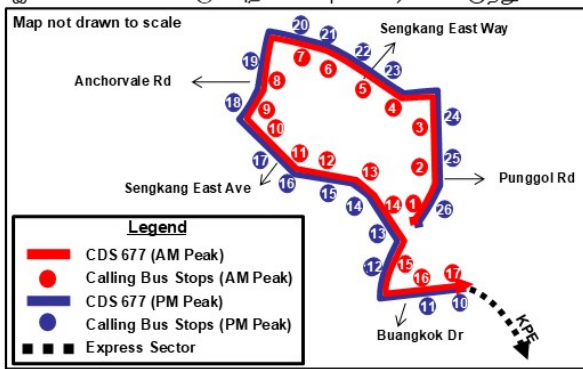 Map not drawn to scale
20
21
22
Sengkang East Way
19
7
6
23
Anchorvale Rd
8
5
18
9
4
24
10
3
17
11
12
13
2
25
Sengkang East Ave
16
15
14
14
1
26
Punggol Rd
13
Legend
CDS 677 (AM Peak)
Calling Bus Stops (AM Peak)
CDS 677 (PM Peak)
Calling Bus Stops (PM Peak)
Express Sector
12
15
16
17
11
10
Buangkok Dr
KPE